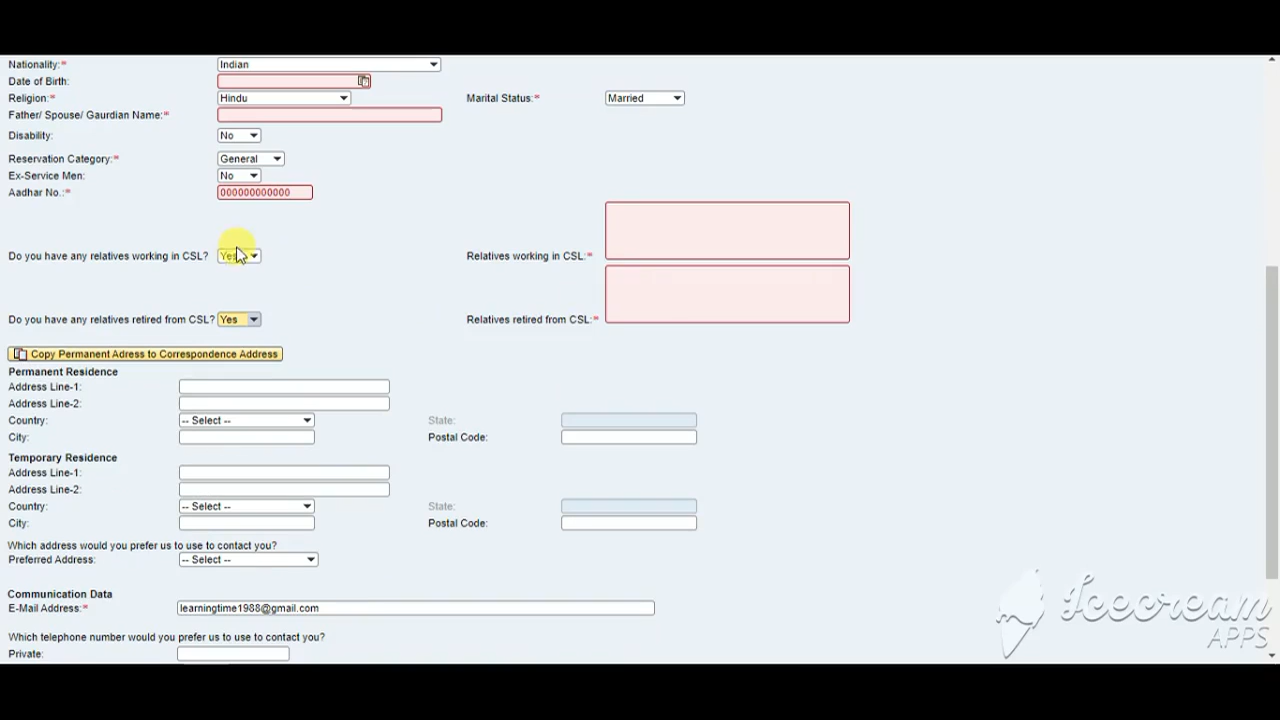 Nationality:* Indian
Date of Birth:
Religion:* Hindu Marital Status:* Married
Father/ Spouse/ Gaurdian Name:*
Disability: No
Reservation Category:* General
Ex-Service Men: No
Aadhar No.:* 000000000000
Do you have any relatives working in CSL? Yes Relatives working in CSL:*
Do you have any relatives retired from CSL? Yes Relatives retired from CSL:*
Copy Permanent Adress to Correspondence Address
Permanent Residence
Address Line-1:
Address Line-2:
Country: -- Select -- State:
City: Postal Code:
Temporary Residence
Address Line-1:
Address Line-2:
Country: -- Select -- State:
City: Postal Code:
Which address would you prefer us to use to contact you?
Preferred Address: -- Select --
Communication Data
E-Mail Address:* learningtime1988@gmail.com
Which telephone number would you prefer us to use to contact you?
Private:
Icecream
APPS